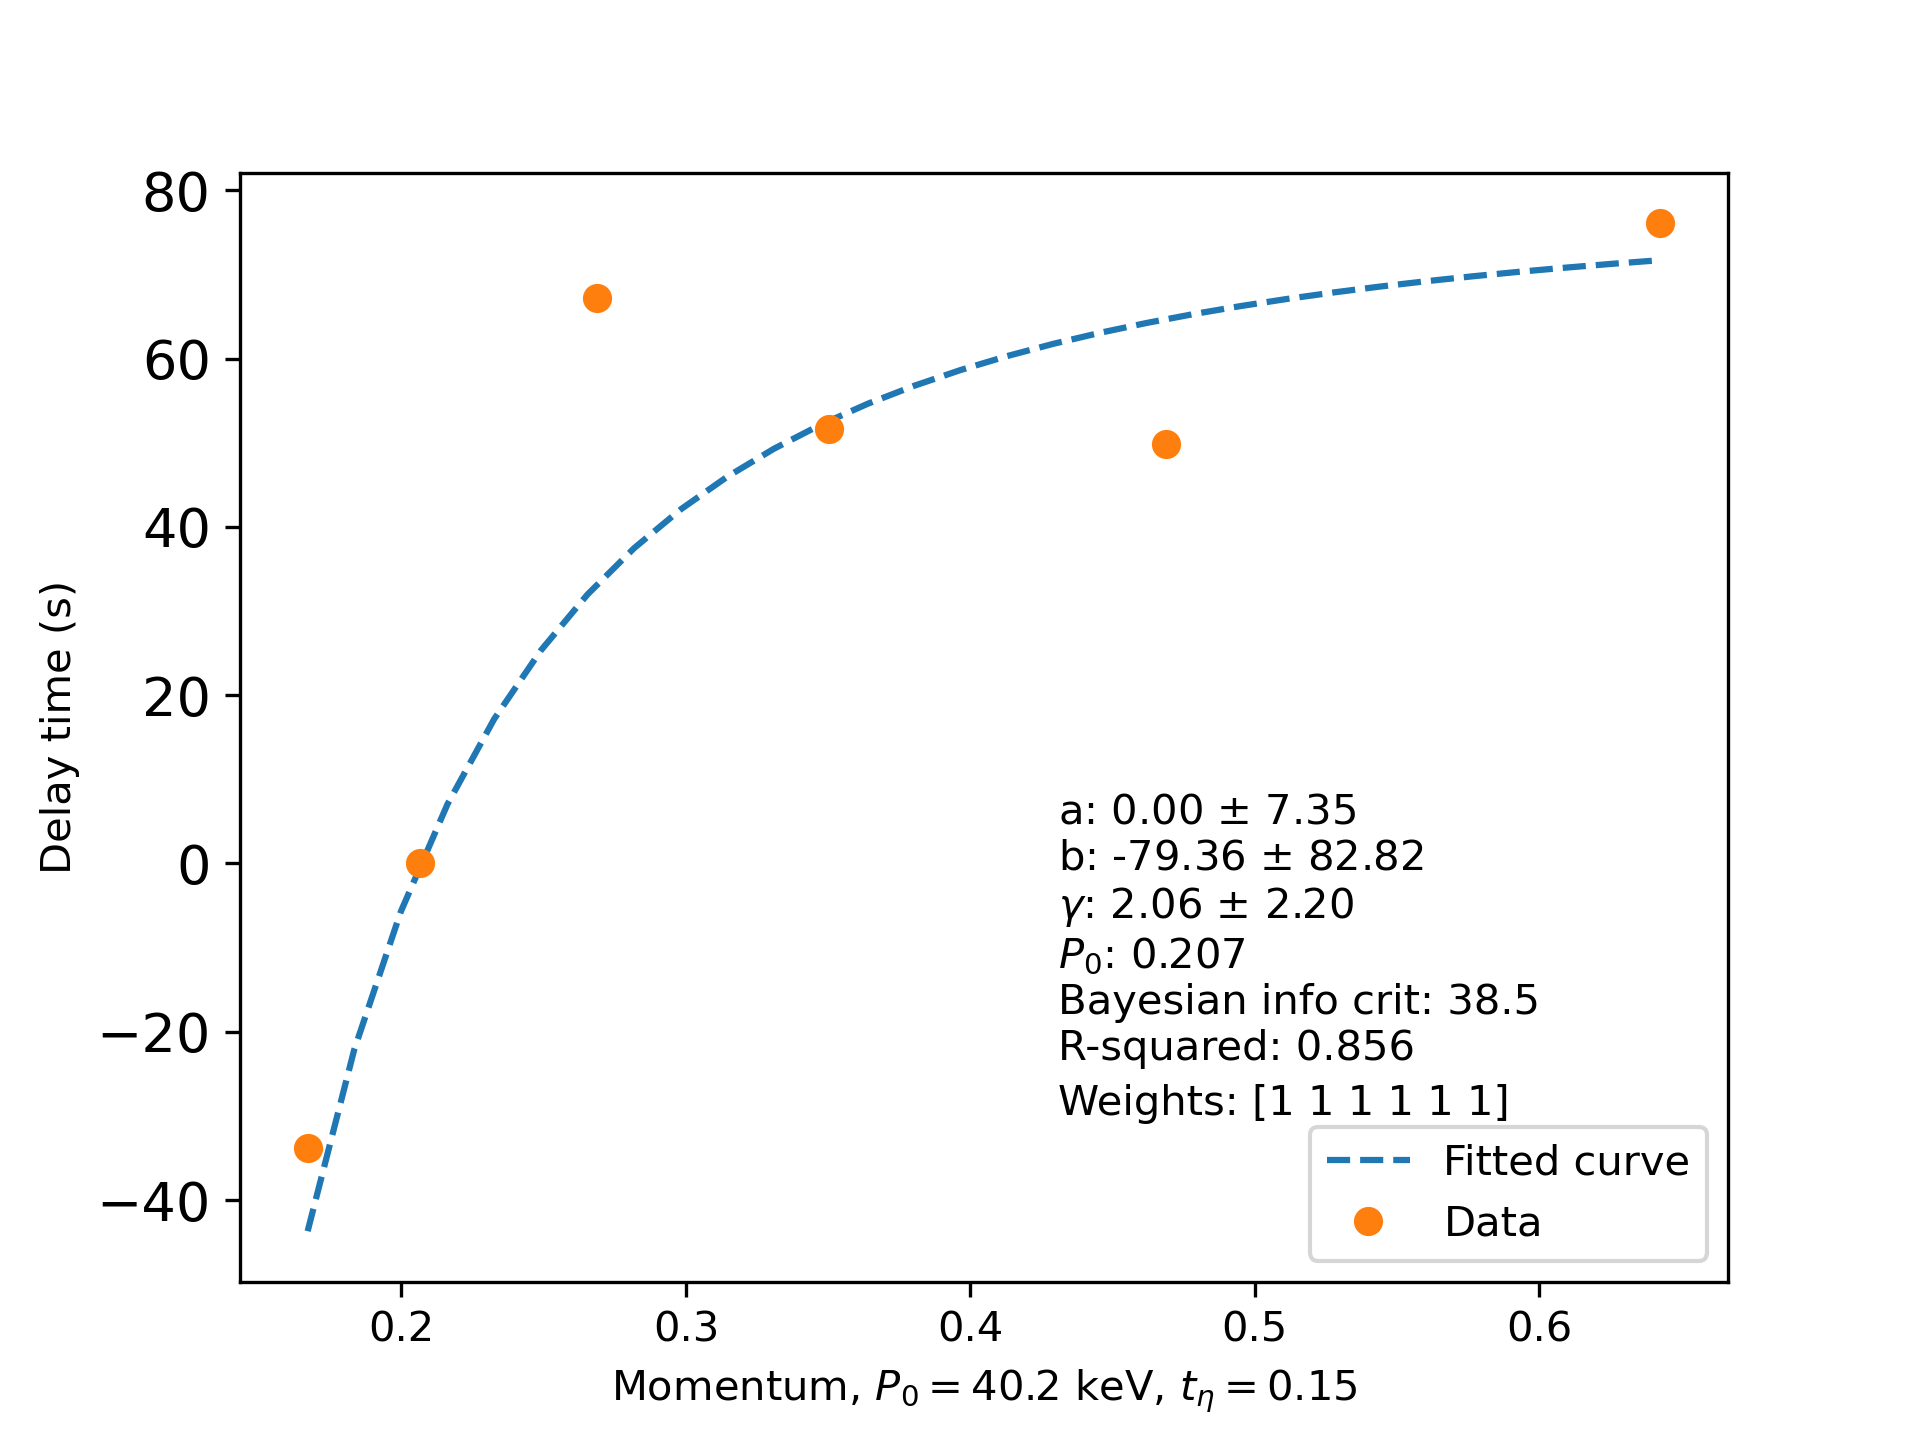 80
60
40
20
0
−20
−40
Delay time (s)
a: 0.00 ± 7.35
b: -79.36 ± 82.82
γ: 2.06 ± 2.20
P₀: 0.207
Bayesian info crit: 38.5
R-squared: 0.856
Weights: [1 1 1 1 1 1]
Fitted curve
Data
0.2 0.3 0.4 0.5 0.6
Momentum, P₀ = 40.2 keV, tη = 0.15